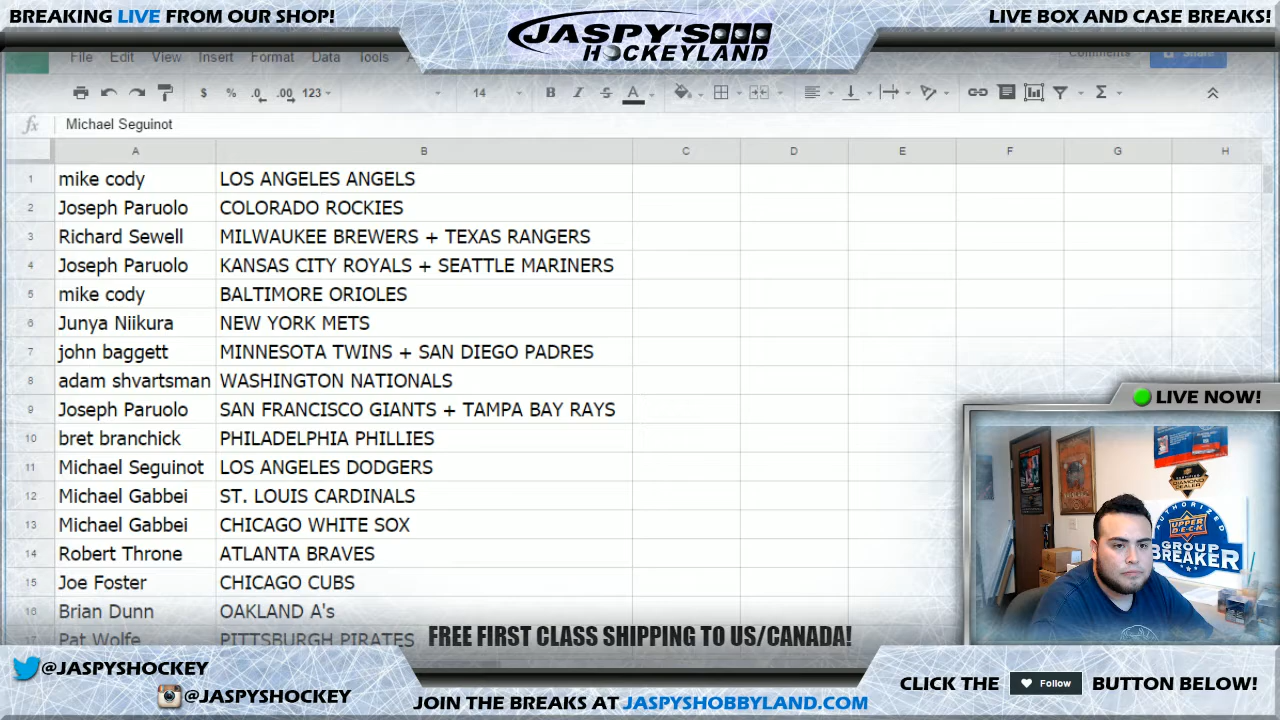 BREAKING LIVE FROM OUR SHOP!
JASPY'S
HOCKEYLAND
LIVE BOX AND CASE BREAKS!
File Edit View Insert Format Data Tools
Comments Share
$ % .0 .00 123 14 B I S A Σ
fx Michael Seguinot
A B C D E F G H
1 mike cody LOS ANGELES ANGELS
2 Joseph Paruolo COLORADO ROCKIES
3 Richard Sewell MILWAUKEE BREWERS + TEXAS RANGERS
4 Joseph Paruolo KANSAS CITY ROYALS + SEATTLE MARINERS
5 mike cody BALTIMORE ORIOLES
6 Junya Niikura NEW YORK METS
7 john baggett MINNESOTA TWINS + SAN DIEGO PADRES
8 adam shvartsman WASHINGTON NATIONALS
9 Joseph Paruolo SAN FRANCISCO GIANTS + TAMPA BAY RAYS
10 bret branchick PHILADELPHIA PHILLIES
11 Michael Seguinot LOS ANGELES DODGERS
12 Michael Gabbei ST. LOUIS CARDINALS
13 Michael Gabbei CHICAGO WHITE SOX
14 Robert Throne ATLANTA BRAVES
15 Joe Foster CHICAGO CUBS
16 Brian Dunn OAKLAND A's
17 Pat Wolfe PITTSBURGH PIRATES
LIVE NOW!
DIAMOND
DEALER
AUTHORIZED
UPPER
DECK
GROUP
BREAKER
FREE FIRST CLASS SHIPPING TO US/CANADA!
@JASPYSHOCKEY
@JASPYSHOCKEY
JOIN THE BREAKS AT JASPYSHOBBYLAND.COM
CLICK THE Follow BUTTON BELOW!